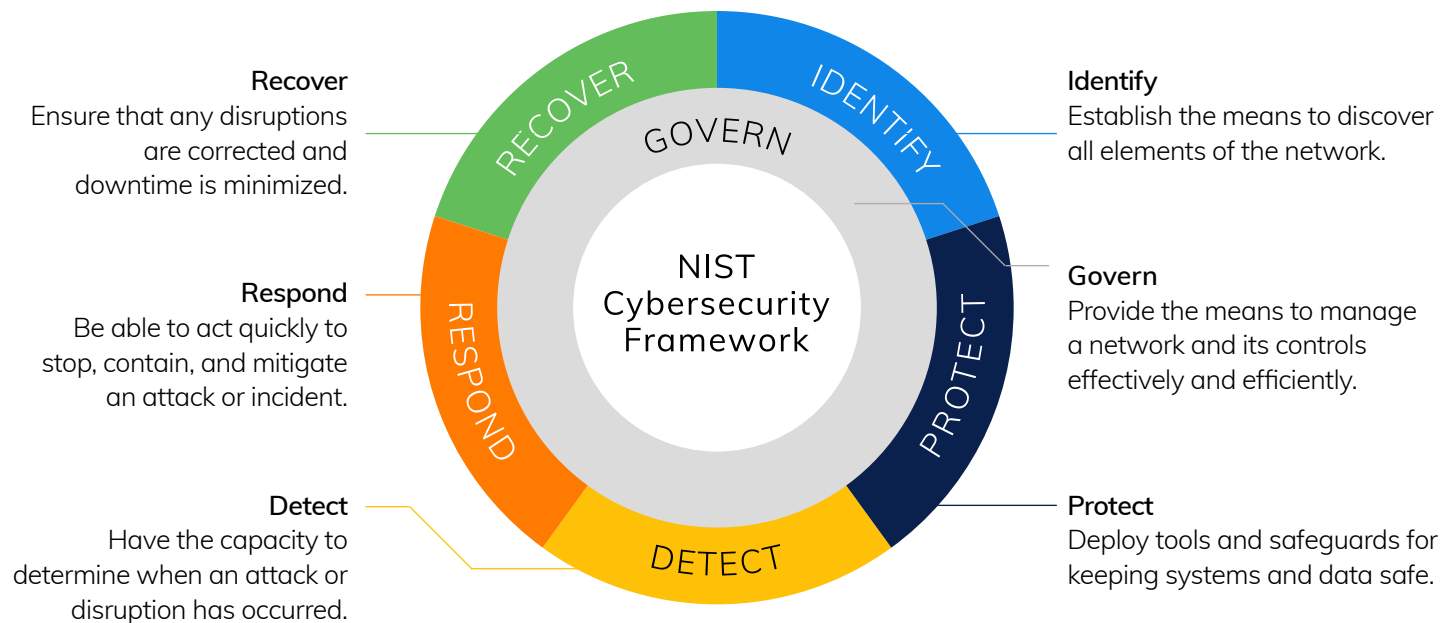 Recover
Ensure that any disruptions
are corrected and
downtime is minimized.
Respond
Be able to act quickly to
stop, contain, and mitigate
an attack or incident.
Detect
Have the capacity to
determine when an attack or
disruption has occurred.
RECOVER
IDENTIFY
GOVERN
NIST
Cybersecurity
Framework
RESPOND
PROTECT
DETECT
Identify
Establish the means to discover
all elements of the network.
Govern
Provide the means to manage
a network and its controls
effectively and efficiently.
Protect
Deploy tools and safeguards for
keeping systems and data safe.